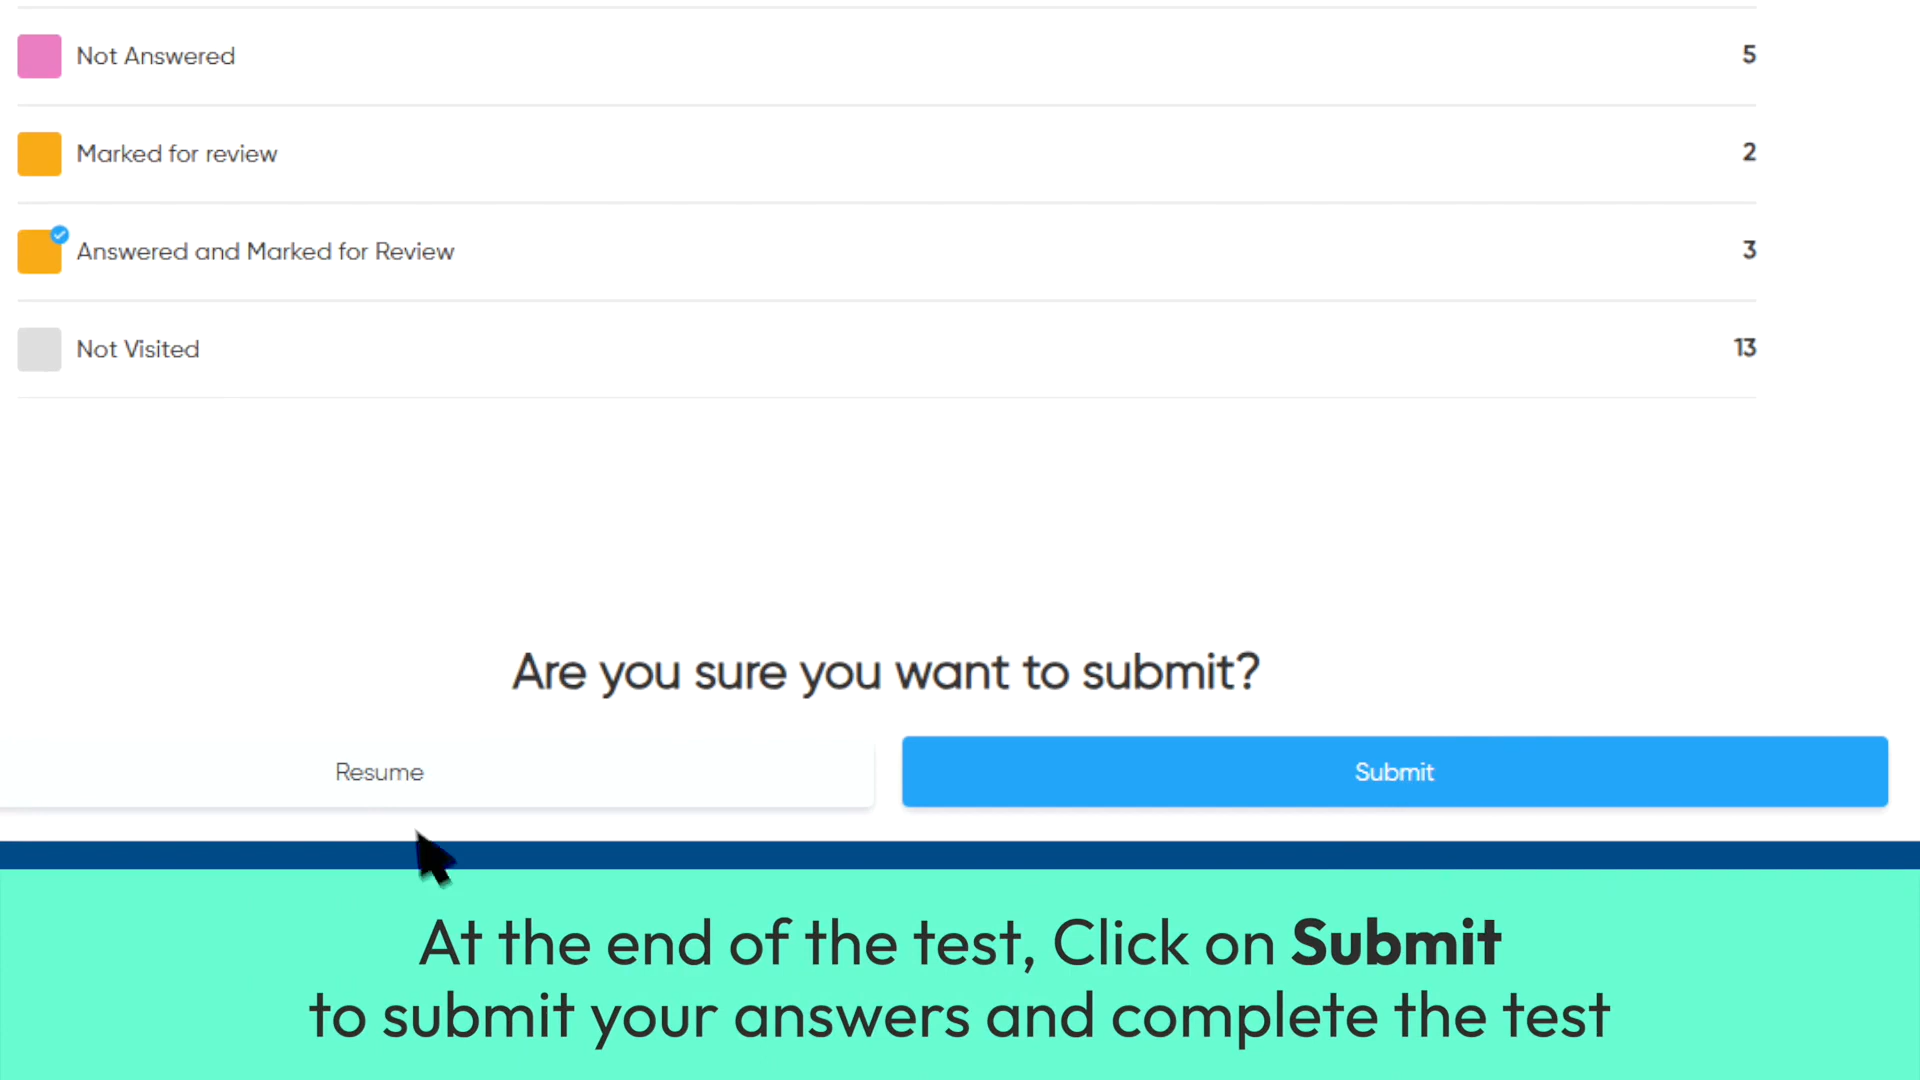 Not Answered 5
Marked for review 2
Answered and Marked for Review 3
Not Visited 13
Are you sure you want to submit?
Resume Submit
At the end of the test, Click on Submit
to submit your answers and complete the test